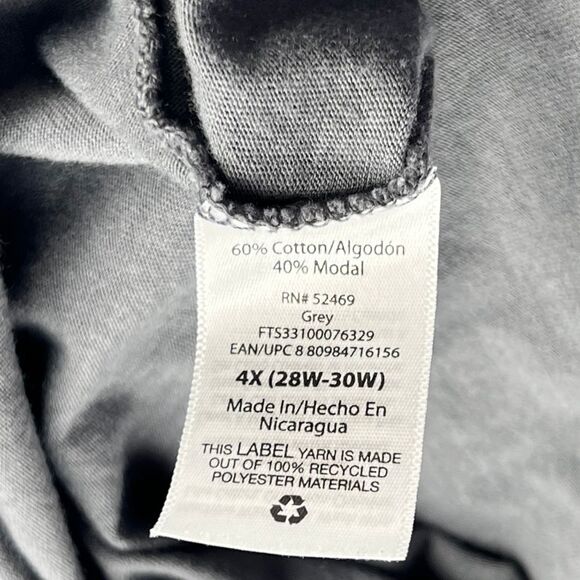 60% Cotton/Algodón
40% Modal
RN# 52469
Grey
FTS33100076329
EAN/UPC 8 80984716156
4X (28W-30W)
Made In/Hecho En
Nicaragua
THIS LABEL YARN IS MADE
OUT OF 100% RECYCLED
POLYESTER MATERIALS